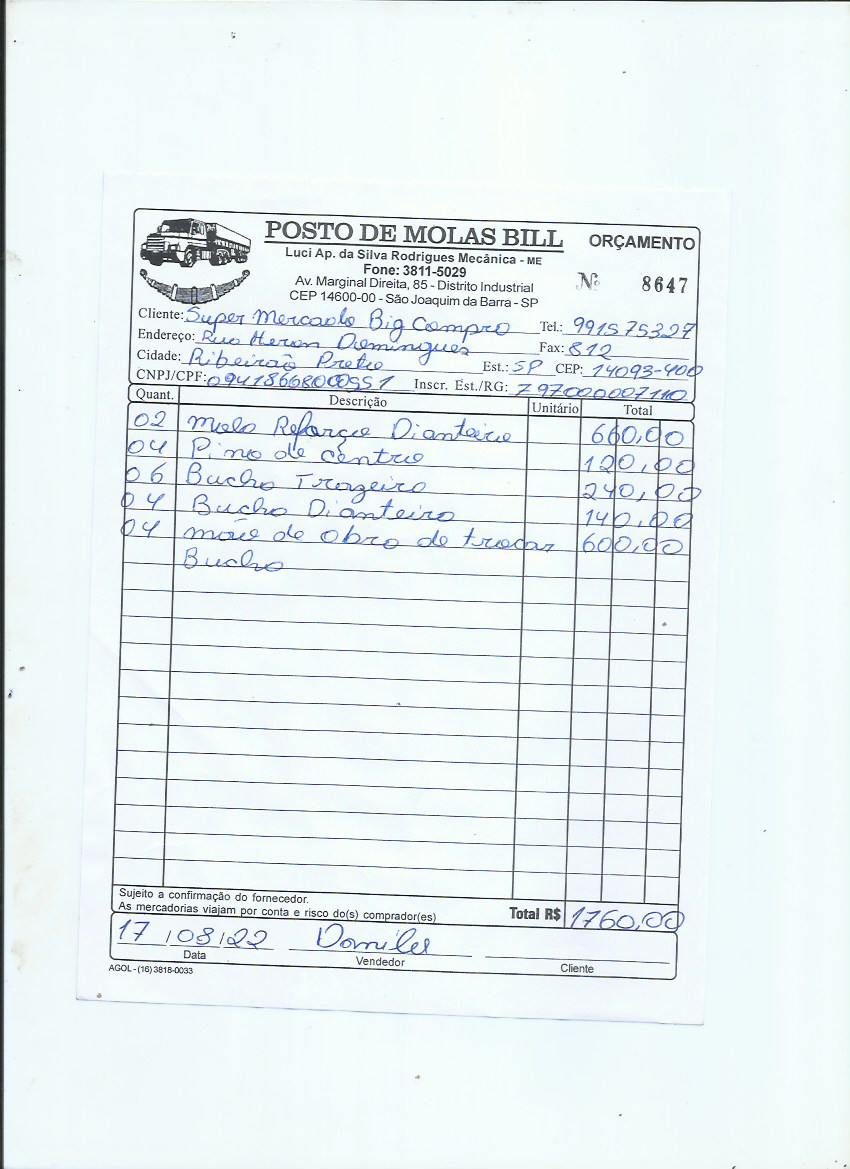 POSTO DE MOLAS BILL
ORÇAMENTO
Luci Ap. da Silva Rodrigues Mecânica - ME
Fone: 3811-5029
Av. Marginal Direita, 85 - Distrito Industrial
CEP 14600-00 - São Joaquim da Barra - SP
Nº 8647
Cliente: Super Mercado Big Compra Tel.: 991575327
Endereço: Rua Heron Domingues Fax: 812
Cidade: Ribeirão Preto Est.: SP CEP: 14093-400
CNPJ/CPF: 09418668000551 Inscr. Est./RG: 797000007110
Quant. Descrição Unitário Total
02 mola Reforço Dianteiro 660,00
04 Pino de centro 120,00
06 Bucha Trazeiro 240,00
04 Bucha Dianteiro 140,00
04 mão de obra de trocar 600,00
Bucha
Sujeito a confirmação do fornecedor.
As mercadorias viajam por conta e risco do(s) comprador(es)
Total R$ 1760,00
17/08/22 Danilo
Data Vendedor Cliente
AGOL - (16) 3818-0033